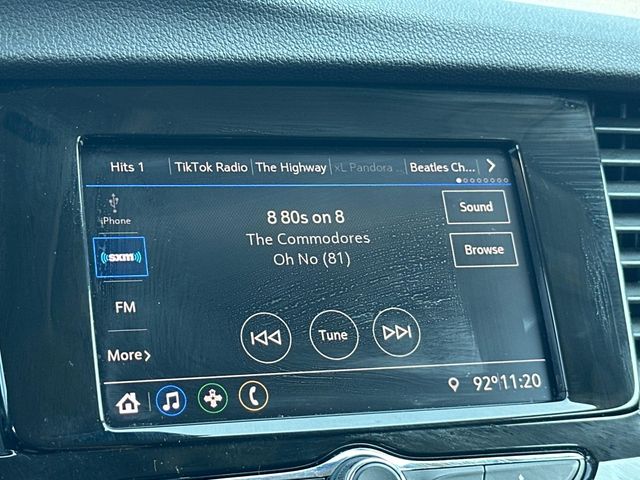 Hits 1 TikTok Radio The Highway xL Pandora ... Beatles Ch...
iPhone
8 80s on 8
Sound
The Commodores
sxm
Oh No (81)
Browse
FM
Tune
More
92° 11:20